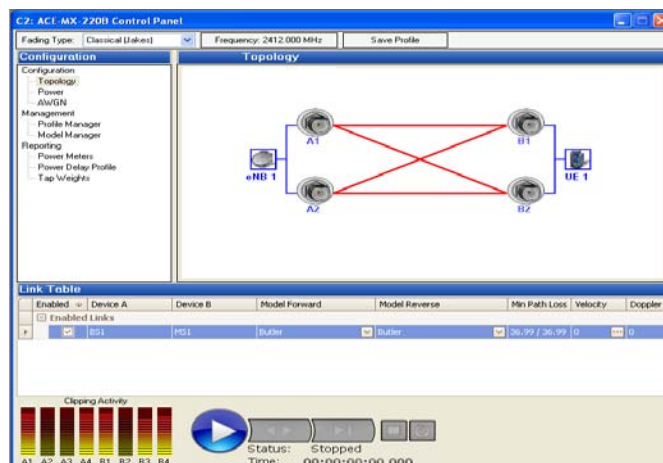 C2: ACE-MX-220B Control Panel
Fading Type: Classical (Jakes) Frequency: 2412.000 MHz Save Profile
Configuration Topology
Configuration
Topology
Power
AWGN
Management
Profile Manager
Model Manager
Reporting
Power Meters
Power Delay Profile
Tap Weights
A1 B1
eNB 1 UE 1
A2 B2
Link Table
Enabled Device A Device B Model Forward Model Reverse Min Path Loss Velocity Doppler
Enabled Links
BS1 MS1 Butler Butler 36.99 / 36.99 0 0
Clipping Activity
A1 A2 A3 A4 B1 B2 B3 B4
Status: Stopped
Time: 00:00:00:00.000